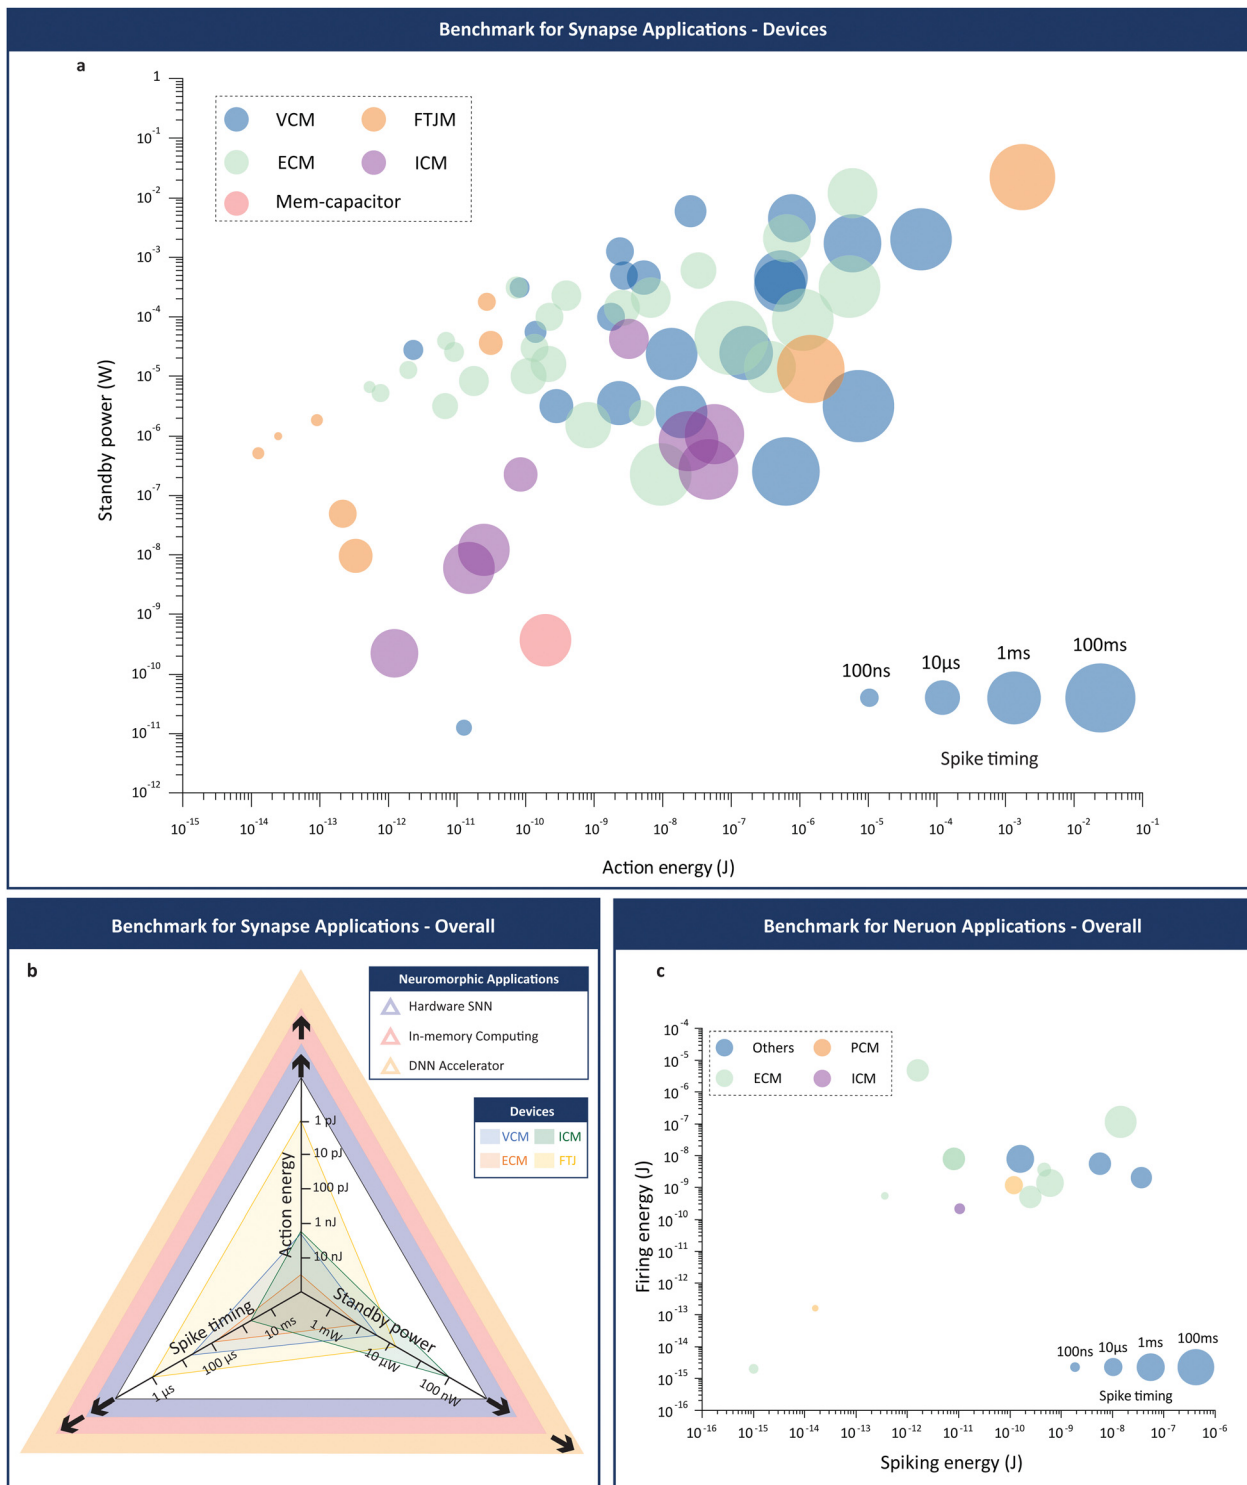 Benchmark for Synapse Applications - Devices
a
1
10⁻¹
10⁻²
10⁻³
10⁻⁴
10⁻⁵
10⁻⁶
10⁻⁷
10⁻⁸
10⁻⁹
10⁻¹⁰
10⁻¹¹
10⁻¹²
Standby power (W)
VCM FTJM
ECM ICM
Mem-capacitor
100ns 10µs 1ms 100ms
Spike timing
10⁻¹⁵ 10⁻¹⁴ 10⁻¹³ 10⁻¹² 10⁻¹¹ 10⁻¹⁰ 10⁻⁹ 10⁻⁸ 10⁻⁷ 10⁻⁶ 10⁻⁵ 10⁻⁴ 10⁻³ 10⁻² 10⁻¹
Action energy (J)
Benchmark for Synapse Applications - Overall
b
Neuromorphic Applications
Hardware SNN
In-memory Computing
DNN Accelerator
Devices
VCM ICM
ECM FTJ
Action energy
1 pJ
10 pJ
100 pJ
1 nJ
10 nJ
Spike timing
10 ms
100 µs
1 µs
Standby power
1 mW
10 µW
100 nW
Benchmark for Neruon Applications - Overall
c
10⁻⁴
10⁻⁵
10⁻⁶
10⁻⁷
10⁻⁸
10⁻⁹
10⁻¹⁰
10⁻¹¹
10⁻¹²
10⁻¹³
10⁻¹⁴
10⁻¹⁵
10⁻¹⁶
Firing energy (J)
Others PCM
ECM ICM
100ns 10µs 1ms 100ms
Spike timing
10⁻¹⁶ 10⁻¹⁵ 10⁻¹⁴ 10⁻¹³ 10⁻¹² 10⁻¹¹ 10⁻¹⁰ 10⁻⁹ 10⁻⁸ 10⁻⁷ 10⁻⁶
Spiking energy (J)